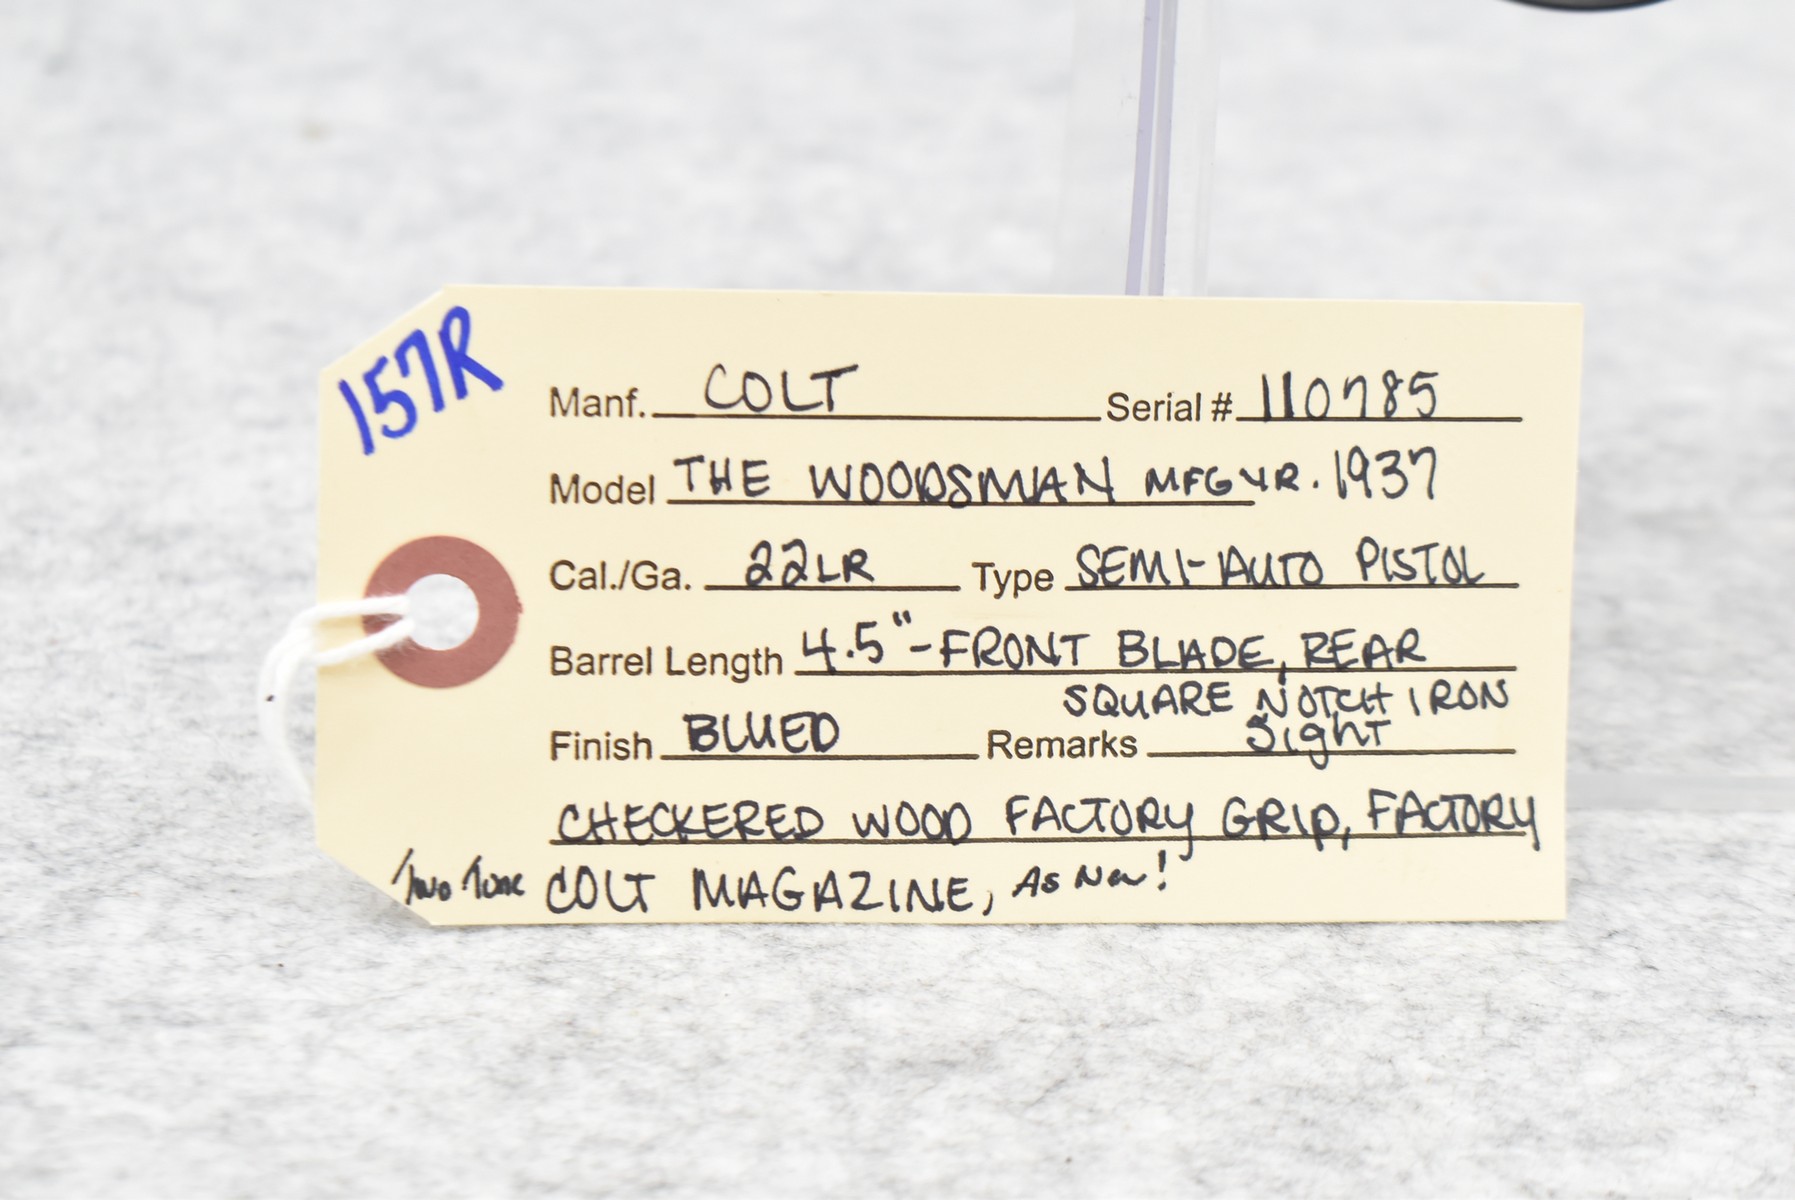 157R
Manf. COLT Serial # 110785
Model THE WOODSMAN MFG YR. 1937
Cal./Ga. 22LR Type SEMI-AUTO PISTOL
Barrel Length 4.5"-FRONT BLADE, REAR
SQUARE NOTCH IRON
Finish BLUED Remarks Sight
CHECKERED WOOD FACTORY GRIP, FACTORY
Two Tone COLT MAGAZINE, As New!